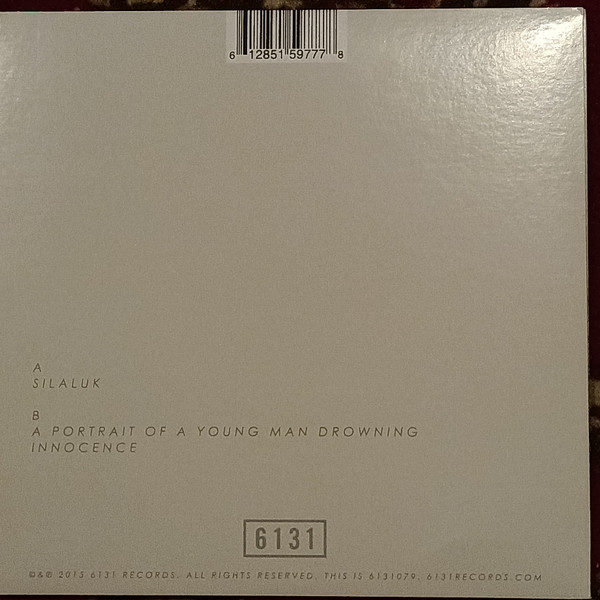 6 12851 59777 8
A
SILALUK
B
A PORTRAIT OF A YOUNG MAN DROWNING
INNOCENCE
6131
©&℗ 2015 6131 RECORDS. ALL RIGHTS RESERVED. THIS IS 6131079. 6131RECORDS.COM